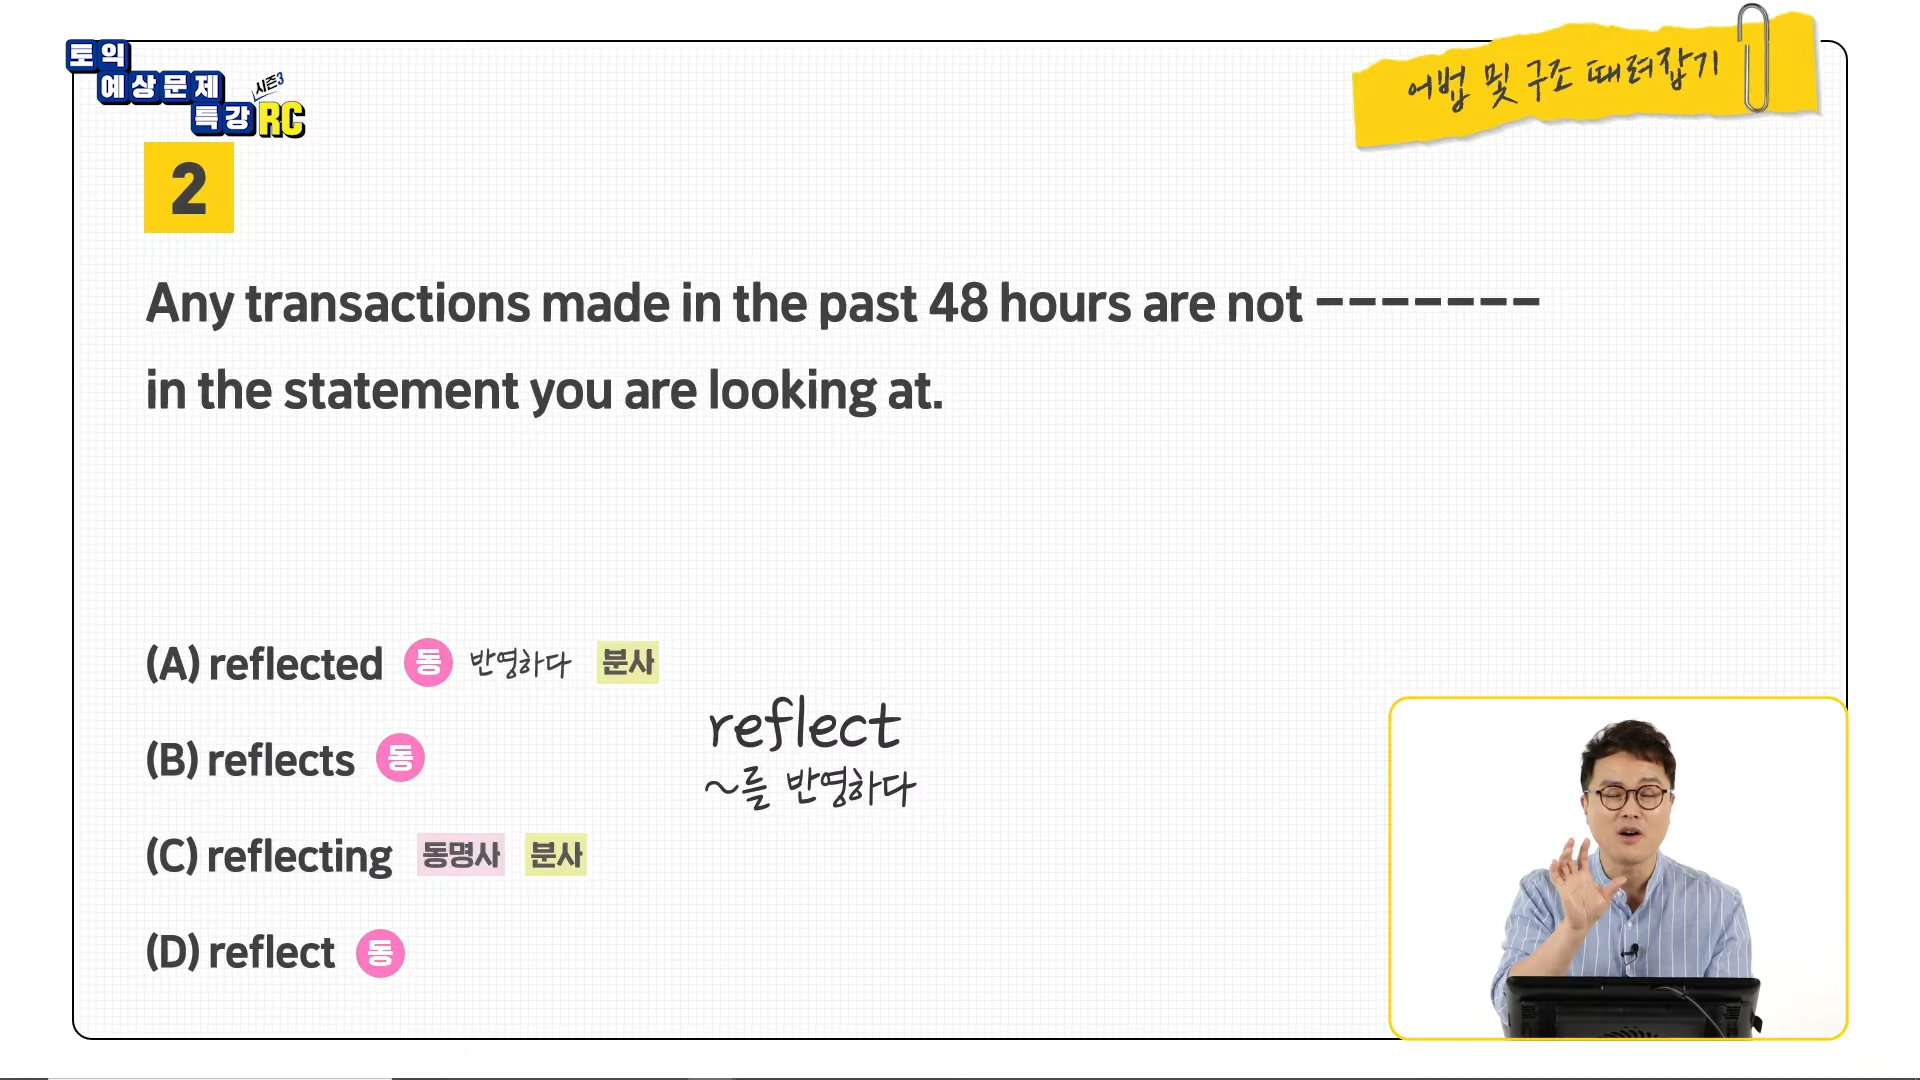 토익
예상문제
시즌3
특강 RC
어법 및 구조 때려잡기
2
Any transactions made in the past 48 hours are not -------
in the statement you are looking at.
(A) reflected 동 반영하다 분사
reflect
~를 반영하다
(B) reflects 동
(C) reflecting 동명사 분사
(D) reflect 동